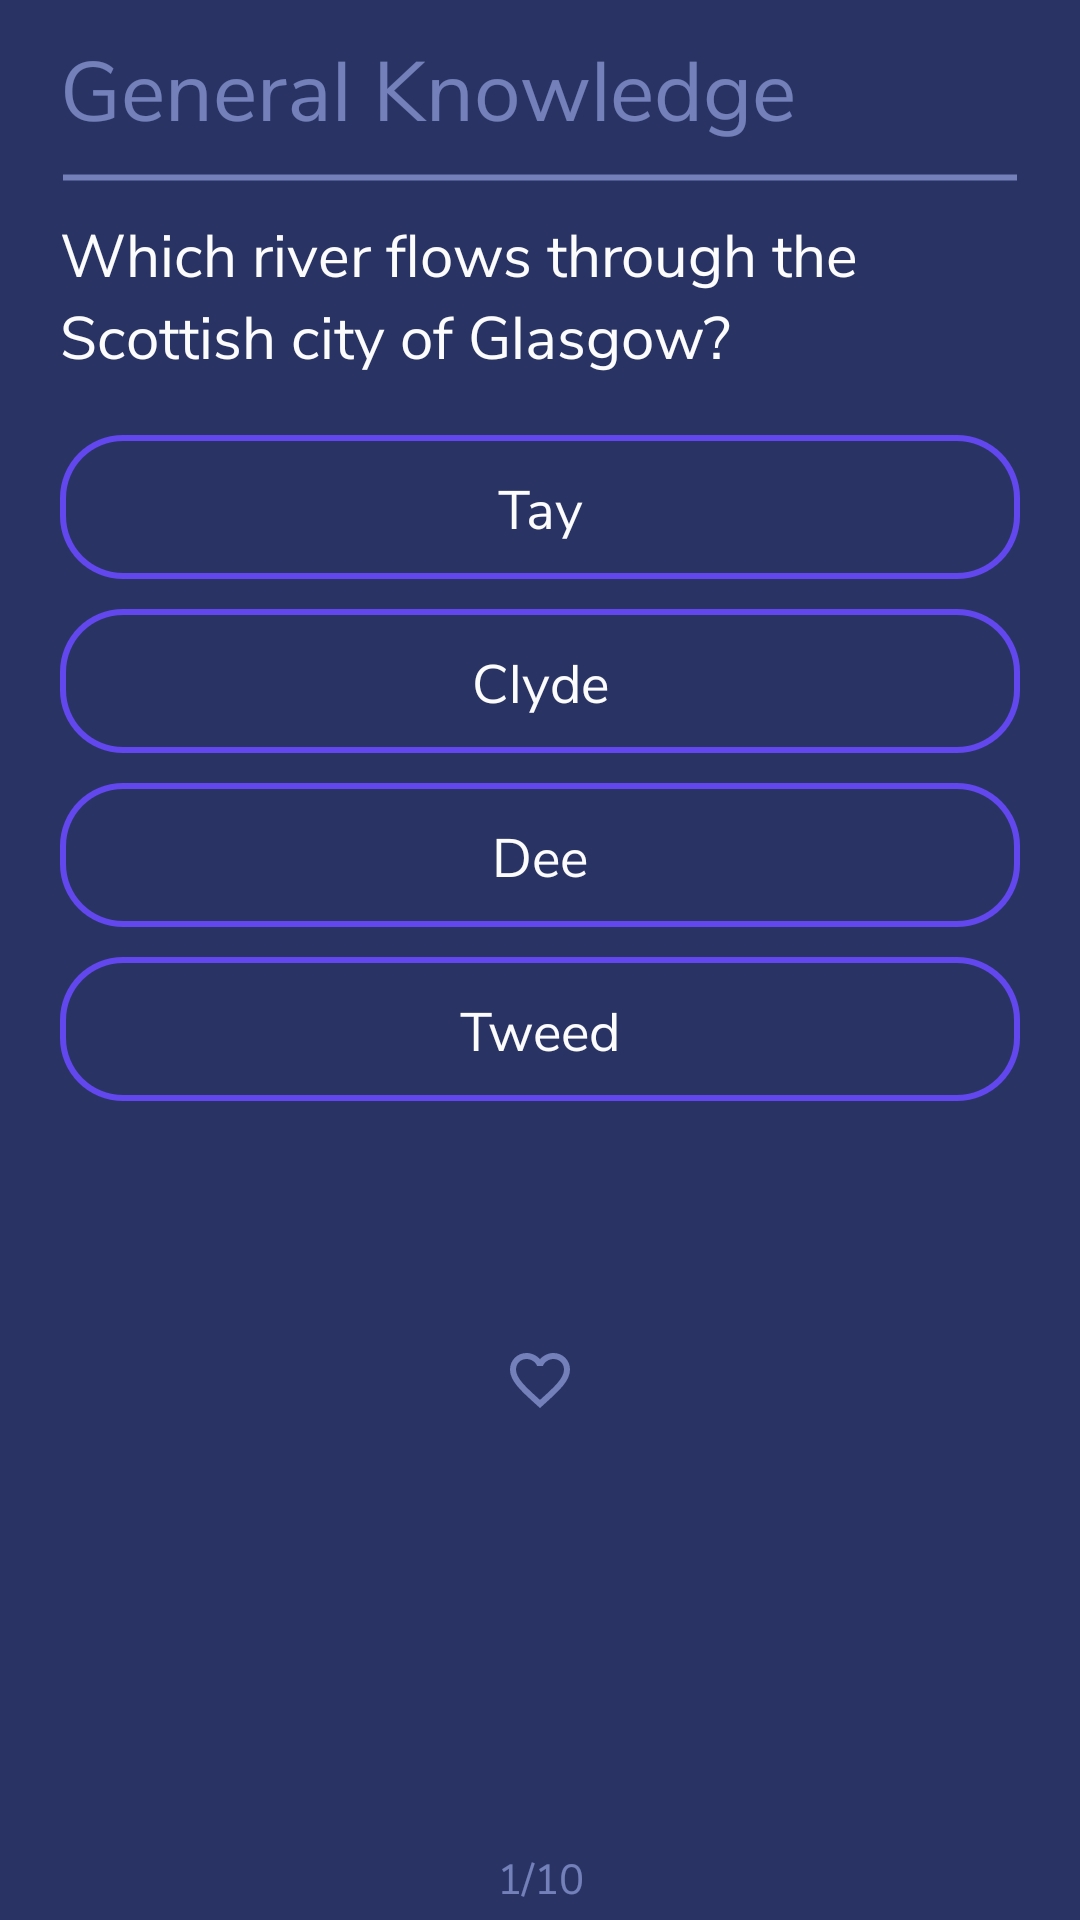 General Knowledge
Which river flows through the
Scottish city of Glasgow?
Tay
Clyde
Dee
Tweed
1/10